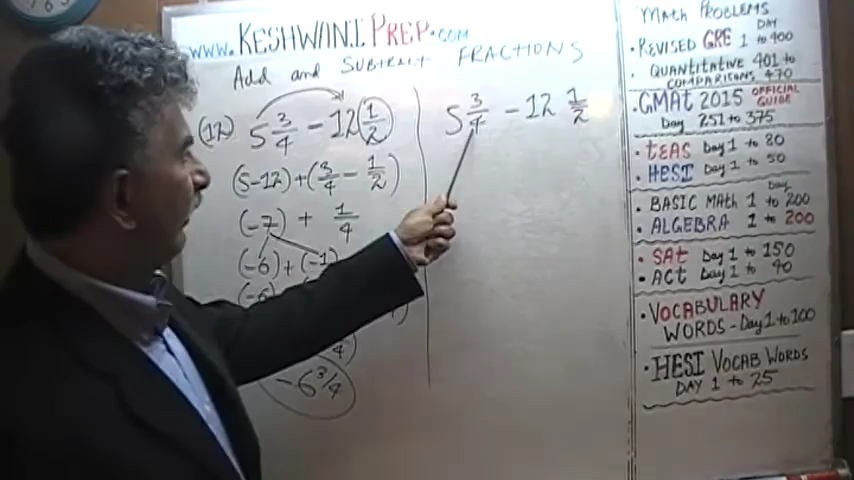 www.KESHWANI PREP.com
Add and SUBTRACT FRACTIONS
(12) 5 3/4 - 12 1/2
(5-12)+(3/4 - 1/2)
(-7) + 1/4
(-6)+(-1)
(-6)
4)
-6 3/4
5 3/4 - 12 1/2
MATH PROBLEMS
DAY
• REVISED GRE 1 to 400
• QUANTITATIVE 401 to
COMPARISONS 470
• GMAT 2015 OFFICIAL GUIDE
Day 251 to 375
• TEAS Day 1 to 80
• HESI Day 1 to 50
Day
• BASIC MATH 1 to 200
• ALGEBRA 1 to 200
• SAt Day 1 to 150
• ACt Day 1 to 90
• VOCABULARY
WORDS - Day 1 to 100
• HESI VOCAB WORDS
DAY 1 to 25